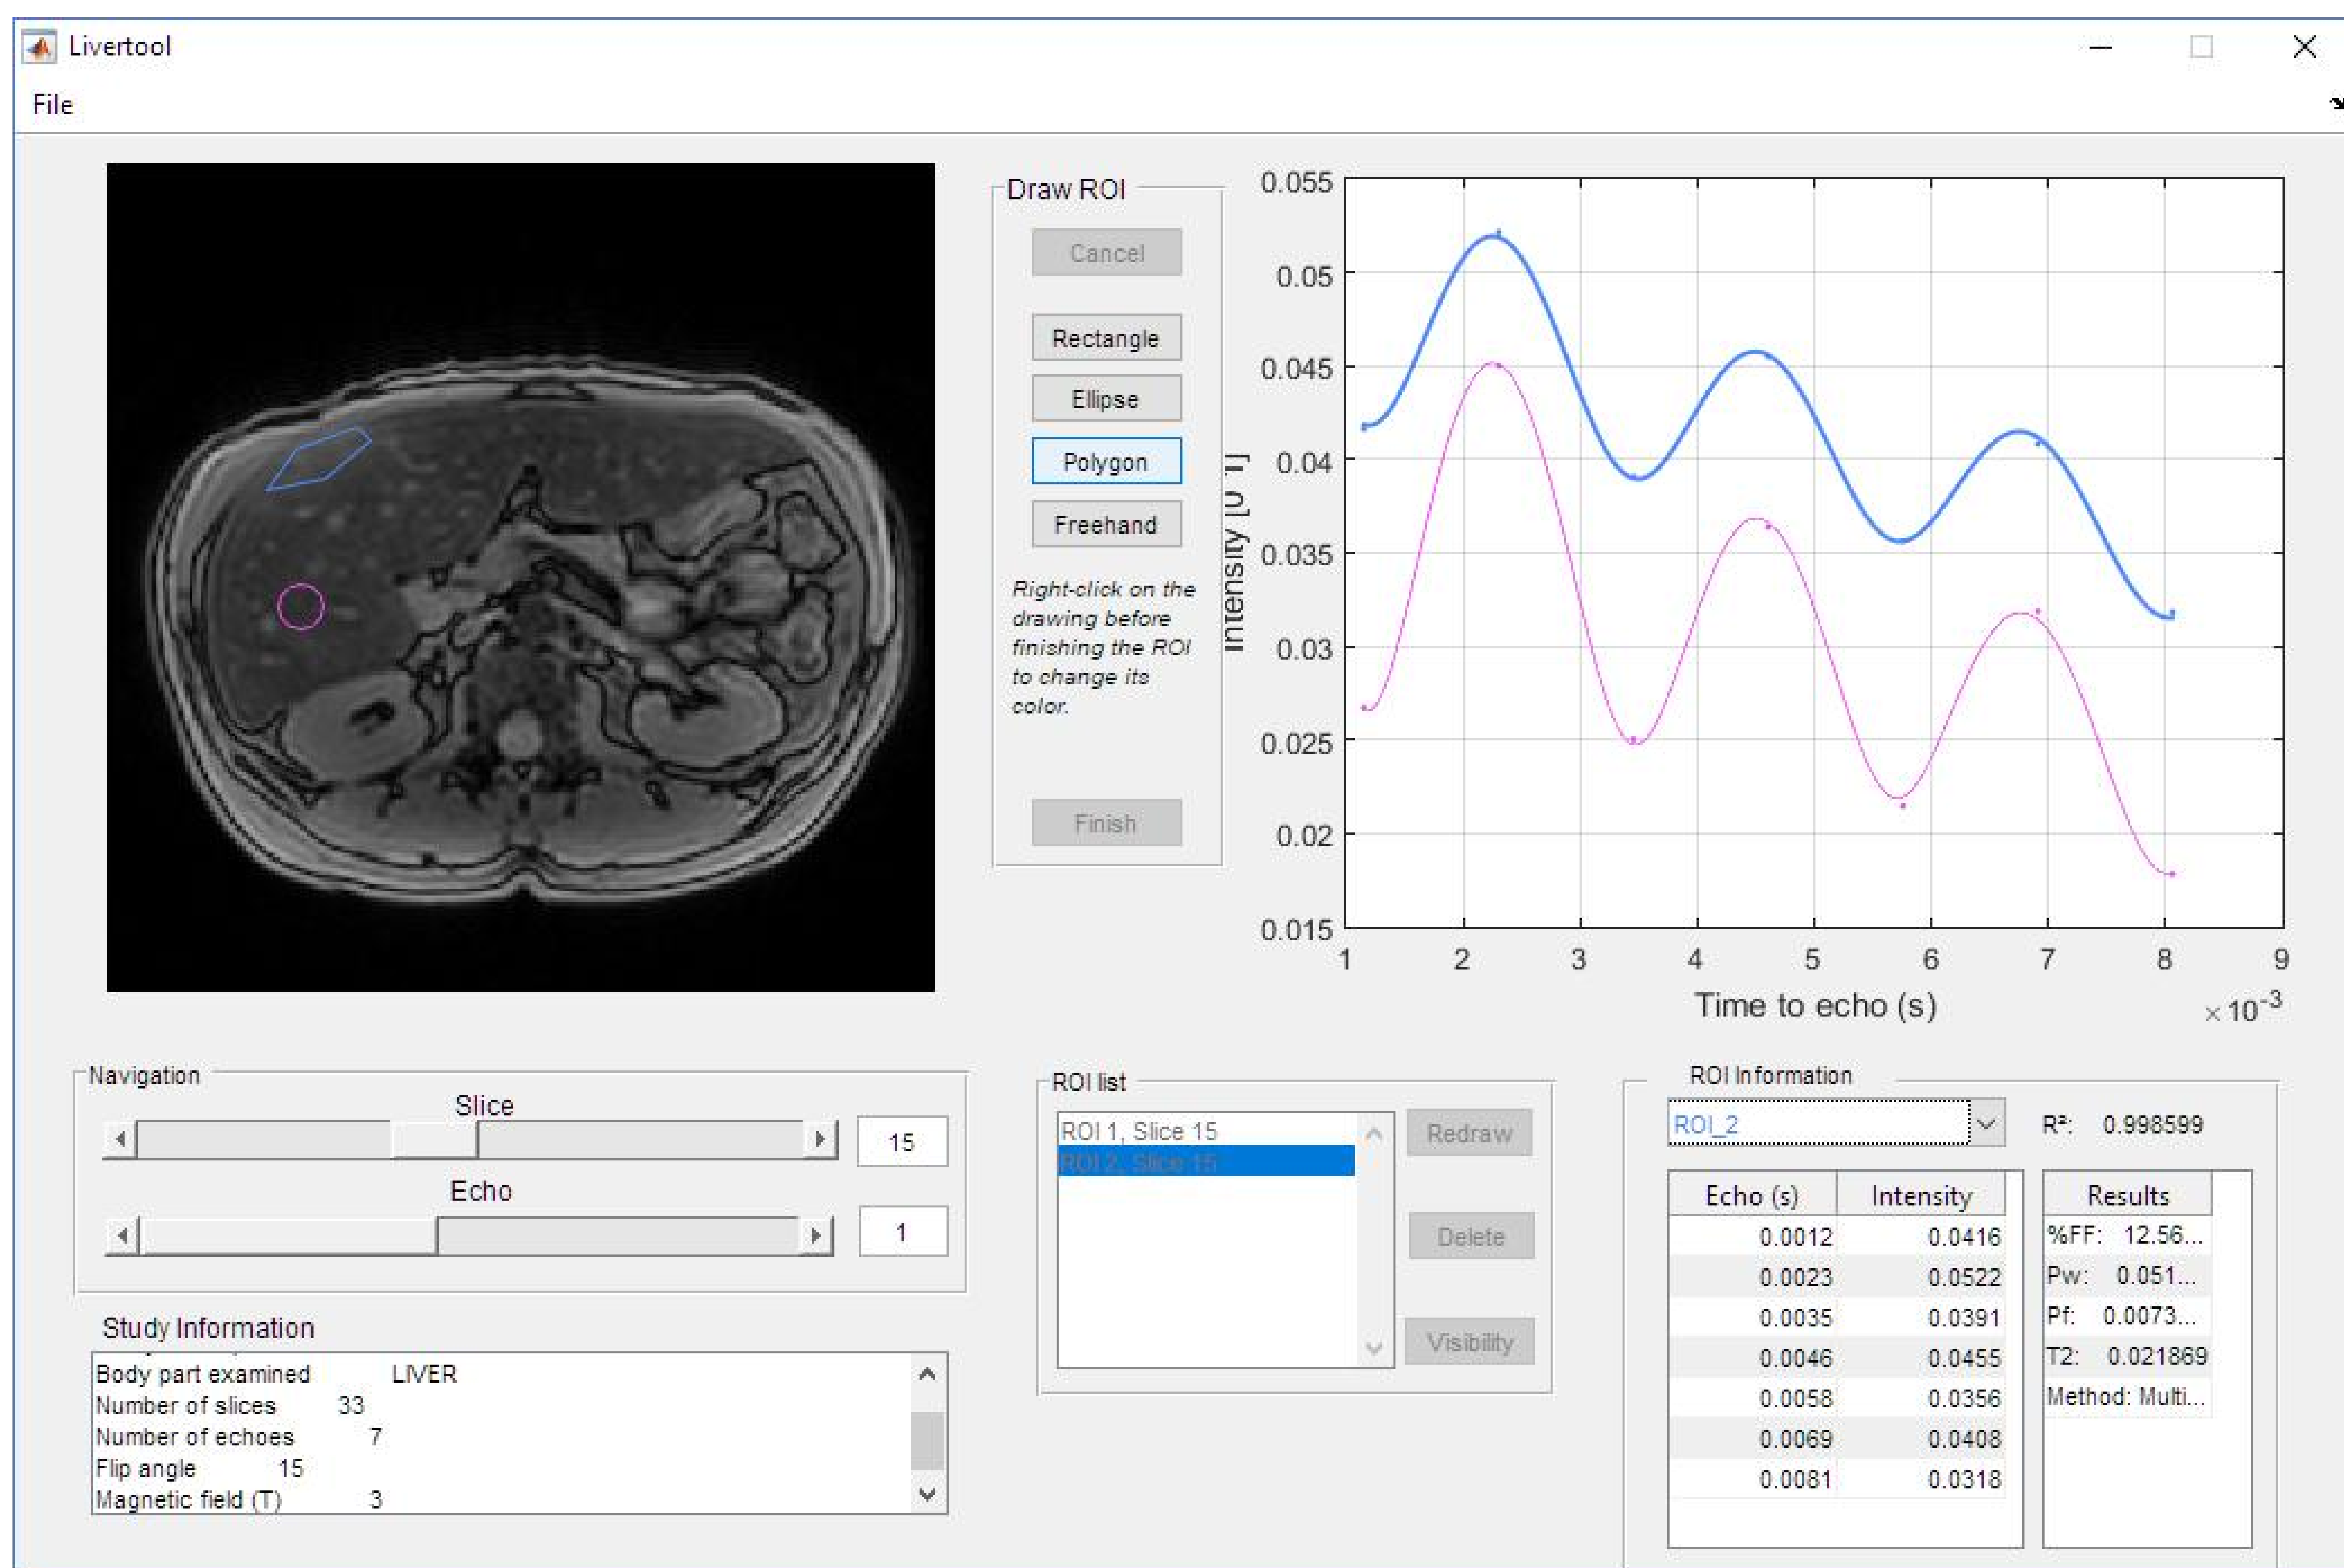 Livertool
File
Draw ROI
Cancel
Rectangle
Ellipse
Polygon
Freehand
Right-click on the
drawing before
finishing the ROI
to change its
color.
Finish
0.055
0.05
0.045
0.04
0.035
0.03
0.025
0.02
0.015
Intensity
1 2 3 4 5 6 7 8 9
Time to echo (s)
×10-3
Navigation
Slice
15
Echo
1
Study Information
Body part examined LIVER
Number of slices 33
Number of echoes 7
Flip angle 15
Magnetic field (T) 3
ROI list
ROI 1, Slice 15
ROI 2, Slice 15
Redraw
Delete
Visibility
ROI Information
ROI_2
R²: 0.998599
Echo (s) Intensity
0.0012 0.0416
0.0023 0.0522
0.0035 0.0391
0.0046 0.0455
0.0058 0.0356
0.0069 0.0408
0.0081 0.0318
Results
%FF: 12.56...
Pw: 0.051...
Pf: 0.0073...
T2: 0.021869
Method: Multi...